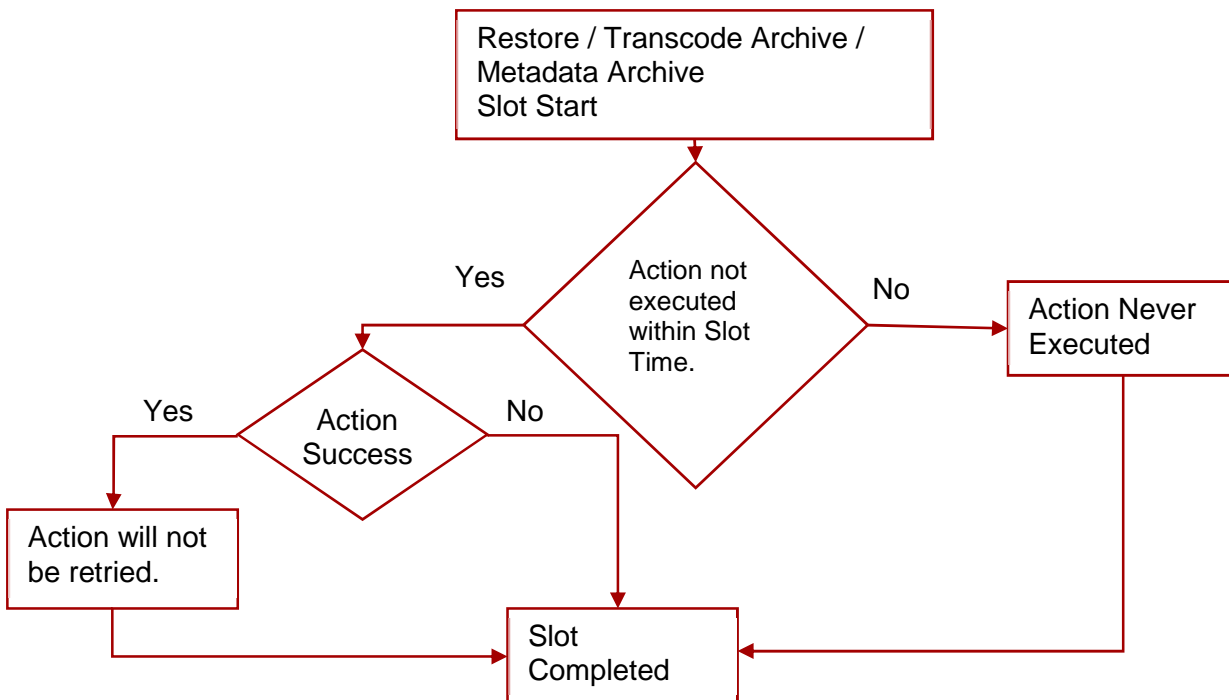 Restore / Transcode Archive /
Metadata Archive
Slot Start
Yes
Action not
executed
within Slot
Time.
No
Action Never
Executed
Yes
Action
Success
No
Action will not
be retried.
Slot
Completed